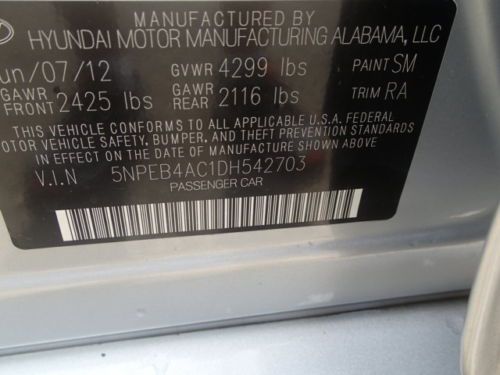 MANUFACTURED BY
HYUNDAI MOTOR MANUFACTURING ALABAMA, LLC
un/07/12 GVWR 4299 lbs PAINT SM
GAWR FRONT 2425 lbs GAWR REAR 2116 lbs TRIM RA
THIS VEHICLE CONFORMS TO ALL APPLICABLE U.S.A. FEDERAL
MOTOR VEHICLE SAFETY, BUMPER, AND THEFT PREVENTION STANDARDS
IN EFFECT ON THE DATE OF MANUFACTURE SHOWN ABOVE.
V.I.N 5NPEB4AC1DH542703
PASSENGER CAR